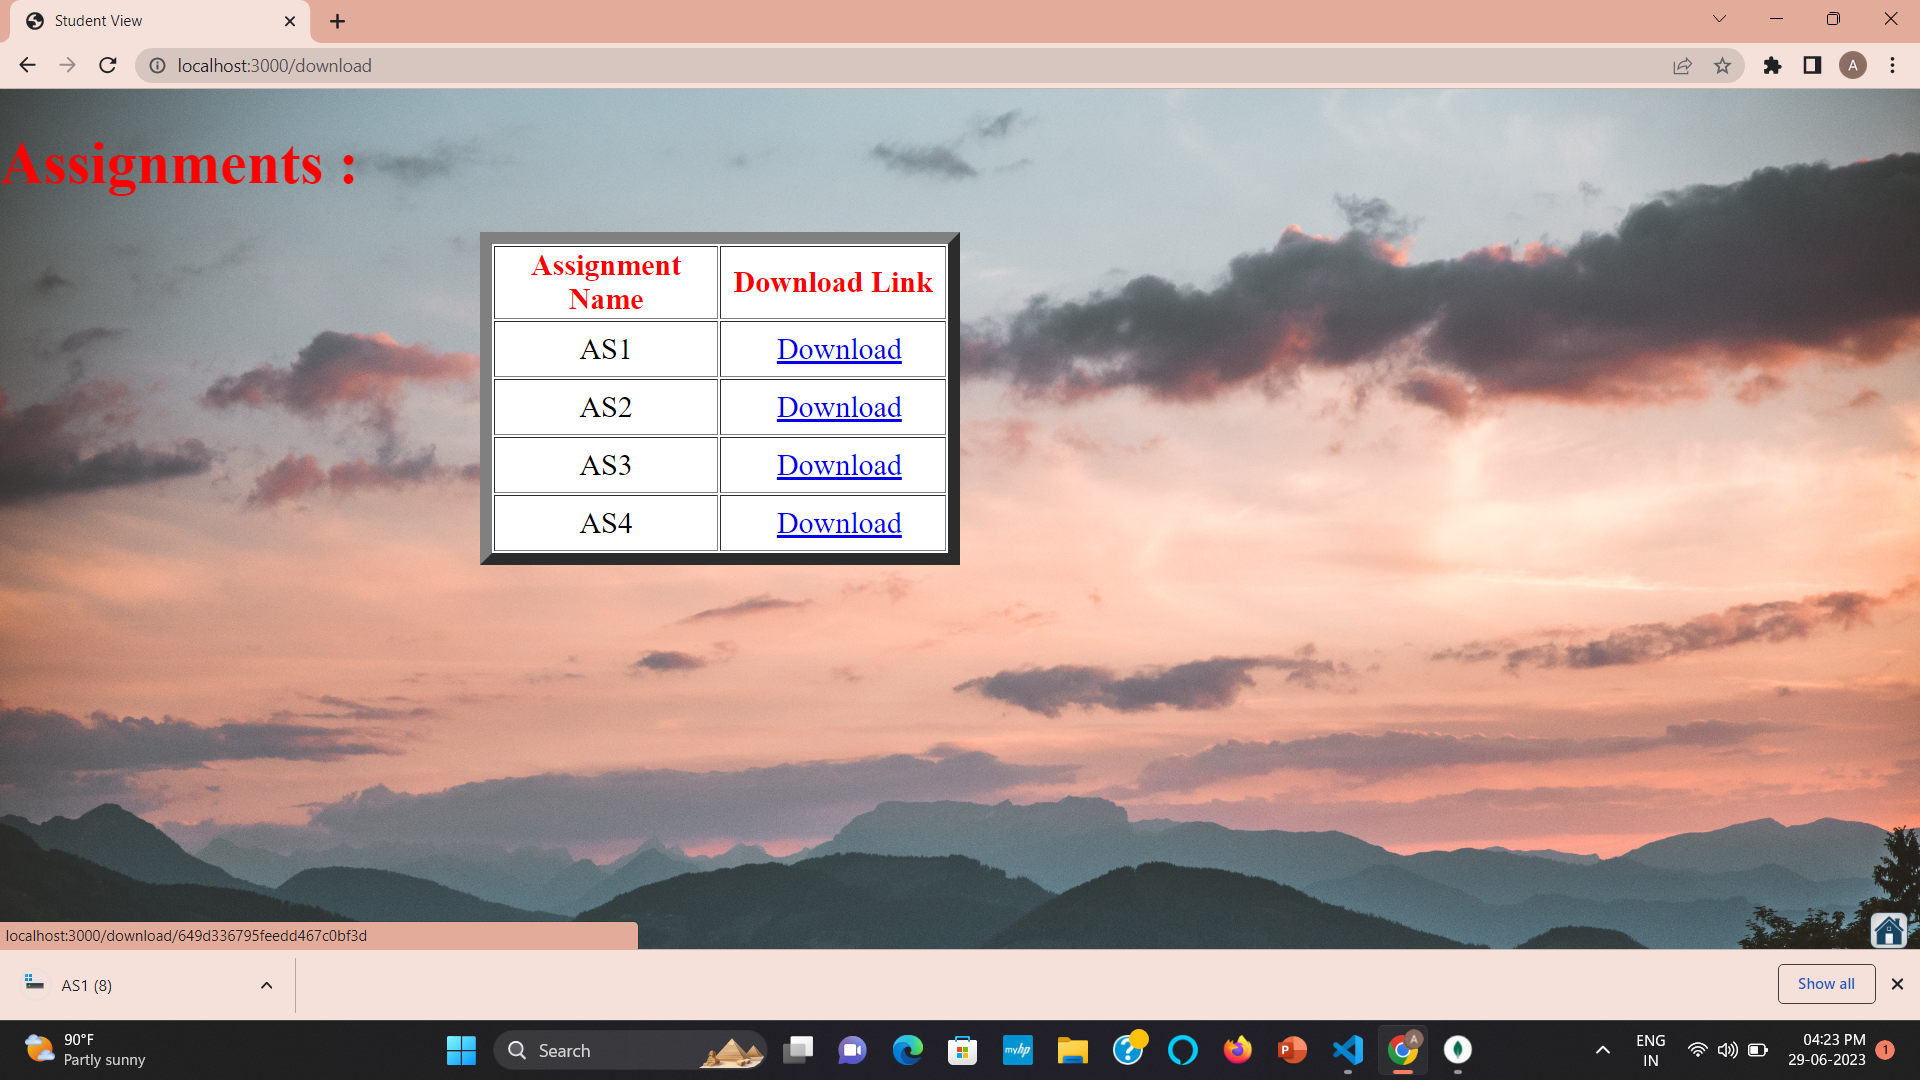 Student View
localhost:3000/download
A
Assignments :
Assignment
Name
Download Link
AS1
Download
AS2
Download
AS3
Download
AS4
Download
localhost:3000/download/649d336795feedd467c0bf3d
AS1 (8)
Show all
90°F
Partly sunny
Search
myhp
?
P
A
ENG
IN
04:23 PM
29-06-2023
1